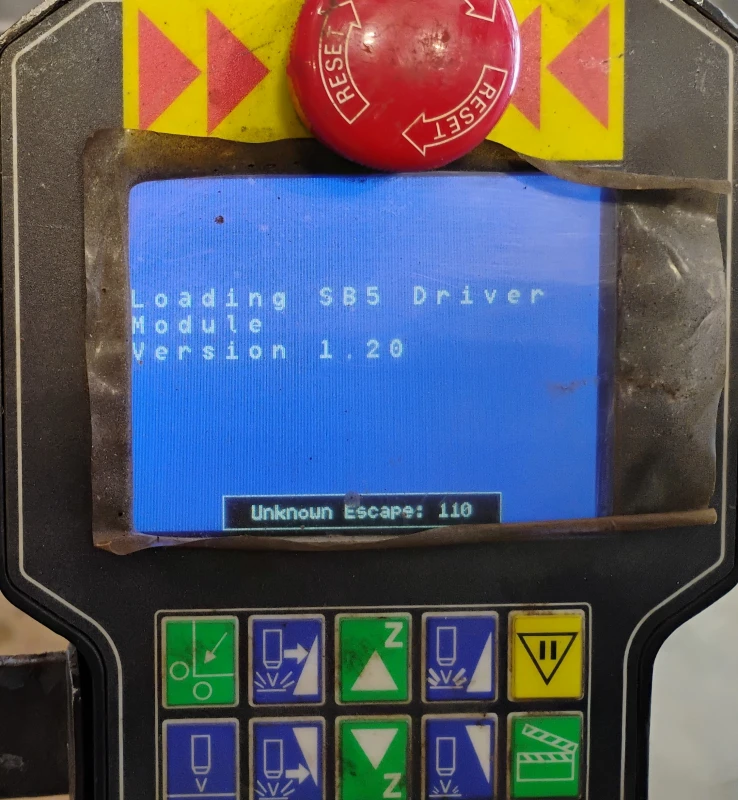 RESET
RESET
Loading SB5 Driver
Module
Version 1.20
Unknown Escape: 110
Z
Z